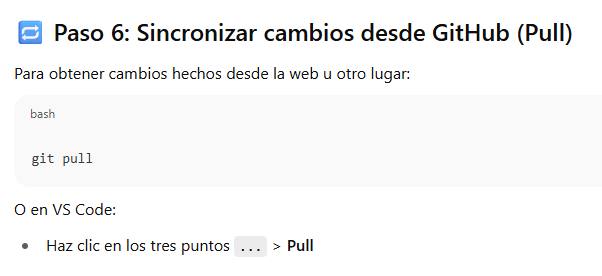 🔁 Paso 6: Sincronizar cambios desde GitHub (Pull)
Para obtener cambios hechos desde la web u otro lugar:
bash
git pull
O en VS Code:
• Haz clic en los tres puntos ... > Pull